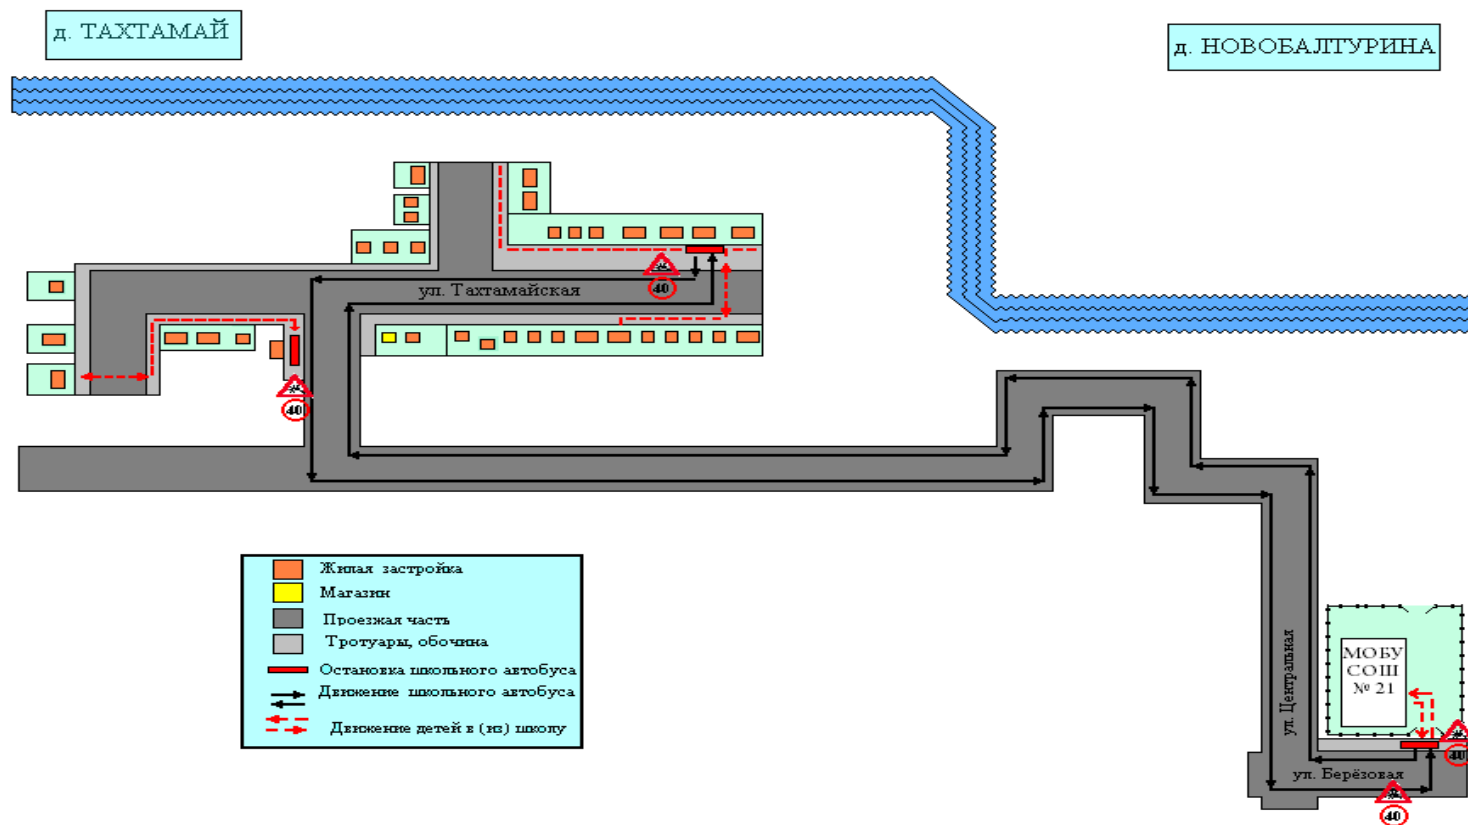 д. ТАХТАМАЙ
д. НОВОБАЛТУРИНА
ул. Тахтамайская
40
40
Жилая застройка
Магазин
Проезжая часть
Тротуары, обочина
Остановка школьного автобуса
Движение школьного автобуса
Движение детей в (из) школу
ул. Центральная
МОБУ
СОШ
№ 21
40
ул. Берёзовая
40